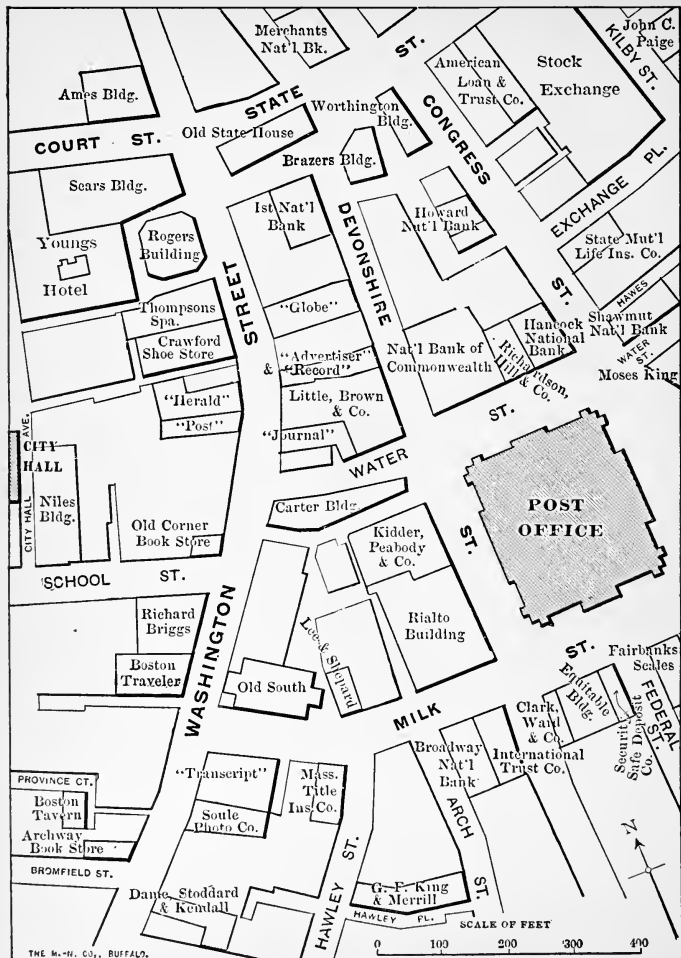 Merchants
Nat'l Bk.
ST.
John C.
Paige
KILBY ST.
American
Loan &
Trust Co.
Stock
Exchange
Ames Bldg.
STATE
Worthington
Bldg.
CONGRESS
COURT ST.
Old State House
Brazers Bldg.
EXCHANGE PL.
Sears Bldg.
1st Nat'l
Bank
DEVONSHIRE
Howard
Nat'l Bank
Youngs
Hotel
Rogers
Building
STREET
State Mut'l
Life Ins. Co.
ST.
HAWES
Thompsons
Spa.
"Globe"
Hancock
National
Bank
Shawmut
Nat'l Bank
Crawford
Shoe Store
"Advertiser"
& "Record"
Nat'l Bank of
Commonwealth
Richardson,
Hill & Co.
WATER
ST.
Moses King
"Herald"
Little, Brown
& Co.
ST.
"Post"
"Journal"
WATER
CITY HALL AVE.
CITY
HALL
Niles
Bldg.
Carter Bldg.
POST
OFFICE
Old Corner
Book Store
Kidder,
Peabody
& Co.
ST.
SCHOOL ST.
WASHINGTON
Richard
Briggs
Lee & Shepard
Rialto
Building
ST.
Fairbanks
Scales
Boston
Traveler
Old South
MILK
Clark,
Ward
& Co.
Equitable
Bldg.
FEDERAL
ST.
Security
Safe Deposit
Co.
Broadway
Nat'l
Bank
International
Trust Co.
"Transcript"
Mass.
Title
Ins. Co.
ARCH
ST.
PROVINCE CT.
Boston
Tavern
Soule
Photo Co.
N
Archway
Book Store
HAWLEY ST.
BROMFIELD ST.
Dame, Stoddard
& Kendall
G. F. King
& Merrill
HAWLEY PL.
SCALE OF FEET
0 100 200 300 400
THE M.-N. CO., BUFFALO.